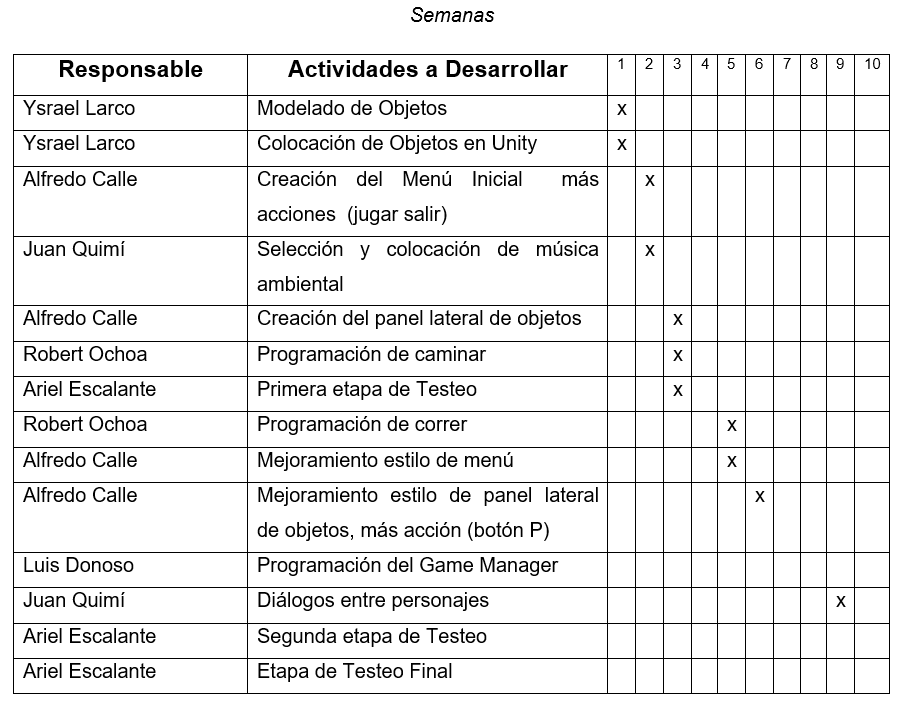 Semanas
Responsable Actividades a Desarrollar 1 2 3 4 5 6 7 8 9 10
Ysrael Larco Modelado de Objetos x
Ysrael Larco Colocación de Objetos en Unity x
Alfredo Calle Creación del Menú Inicial más x
acciones (jugar salir)
Juan Quimí Selección y colocación de música x
ambiental
Alfredo Calle Creación del panel lateral de objetos x
Robert Ochoa Programación de caminar x
Ariel Escalante Primera etapa de Testeo x
Robert Ochoa Programación de correr x
Alfredo Calle Mejoramiento estilo de menú x
Alfredo Calle Mejoramiento estilo de panel lateral x
de objetos, más acción (botón P)
Luis Donoso Programación del Game Manager
Juan Quimí Diálogos entre personajes x
Ariel Escalante Segunda etapa de Testeo
Ariel Escalante Etapa de Testeo Final